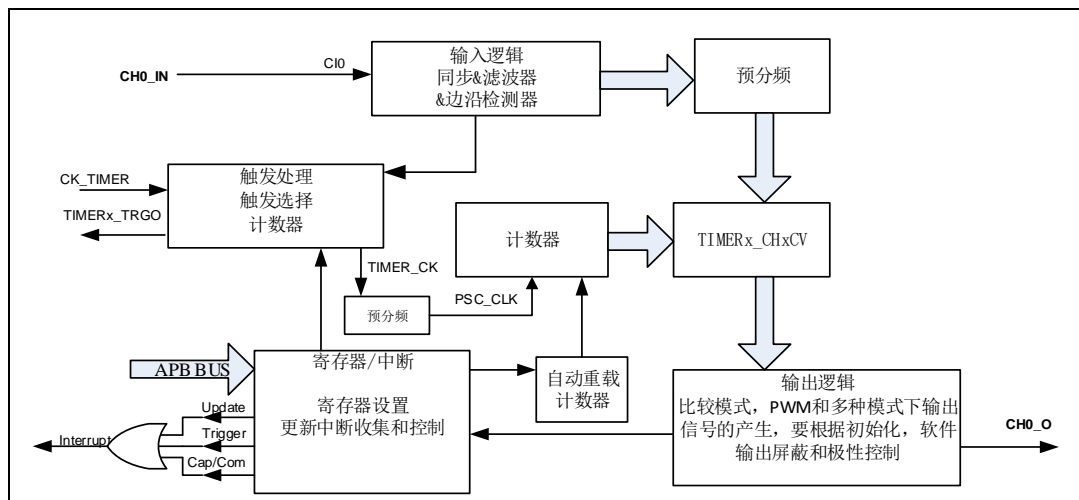 输入逻辑
同步&滤波器
&边沿检测器
CH0_IN
CI0
预分频
触发处理
触发选择
计数器
CK_TIMER
TIMERx_TRGO
计数器
TIMERx_CHxCV
TIMER_CK
预分频
PSC_CLK
APB BUS
寄存器/中断
寄存器设置
更新中断收集和控制
自动重载
计数器
输出逻辑
比较模式，PWM和多种模式下输出
信号的产生，要根据初始化，软件
输出屏蔽和极性控制
CH0_O
Update
Trigger
Cap/Com
Interrupt